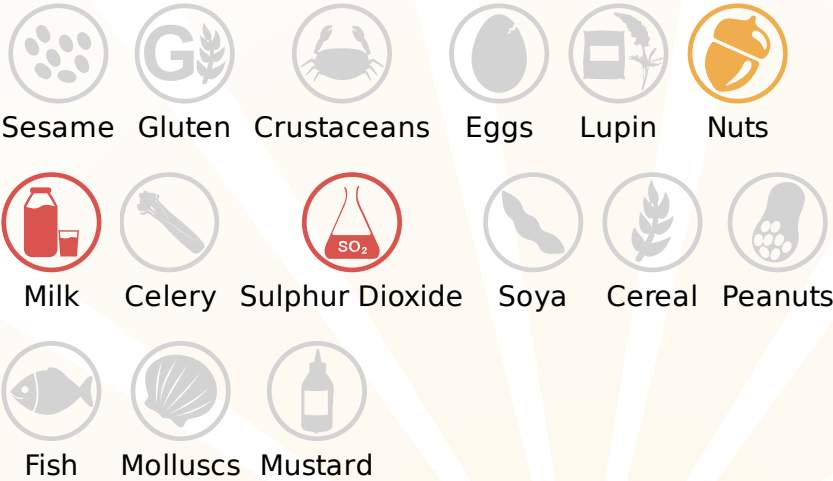 G
Sesame Gluten Crustaceans Eggs Lupin Nuts
SO₂
Milk Celery Sulphur Dioxide Soya Cereal Peanuts
Fish Molluscs Mustard